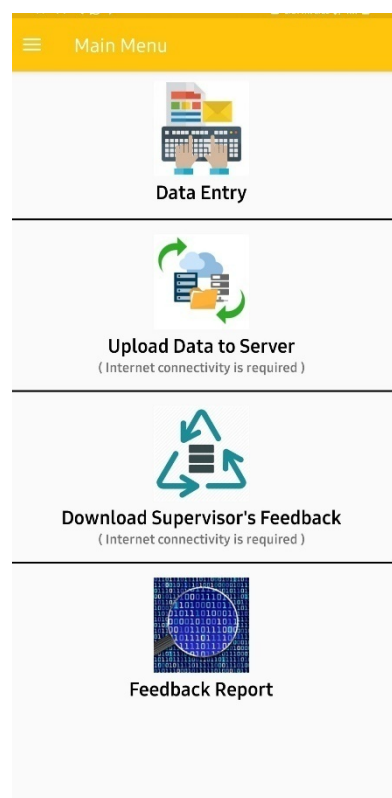 Main Menu
Data Entry
Upload Data to Server
( Internet connectivity is required )
Download Supervisor's Feedback
( Internet connectivity is required )
Feedback Report